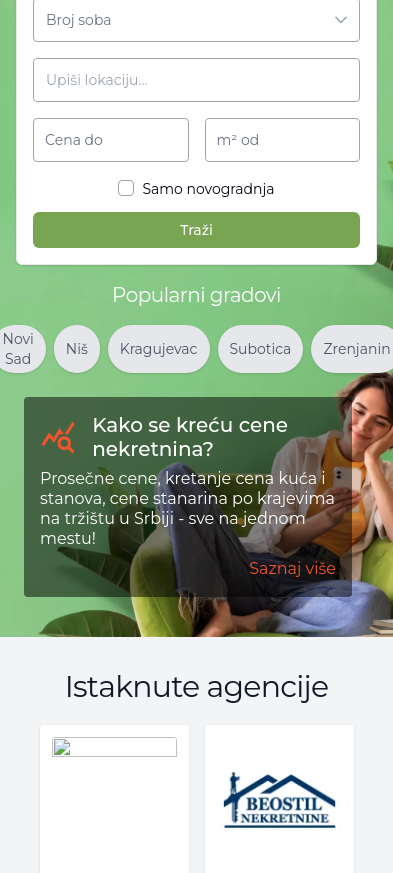 Broj soba
Upiši lokaciju...
Cena do
m² od
Samo novogradnja
Traži
Popularni gradovi
Novi
Sad
Niš
Kragujevac
Subotica
Zrenjanin
Kako se kreću cene
nekretnina?
Prosečne cene, kretanje cena kuća i
stanova, cene stanarina po krajevima
na tržištu u Srbiji - sve na jednom
mestu!
Saznaj više
Istaknute agencije
BEOSTIL
NEKRETNINE